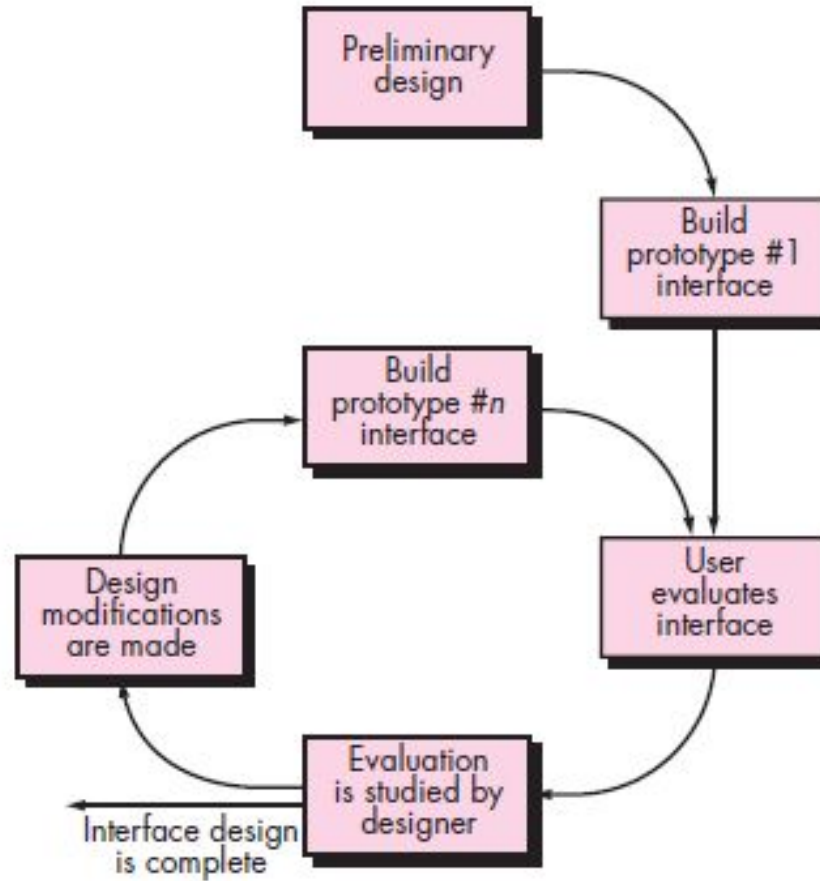 Preliminary
design
Build
prototype #1
interface
Build
prototype #n
interface
User
evaluates
interface
Design
modifications
are made
Evaluation
is studied by
designer
Interface design
is complete